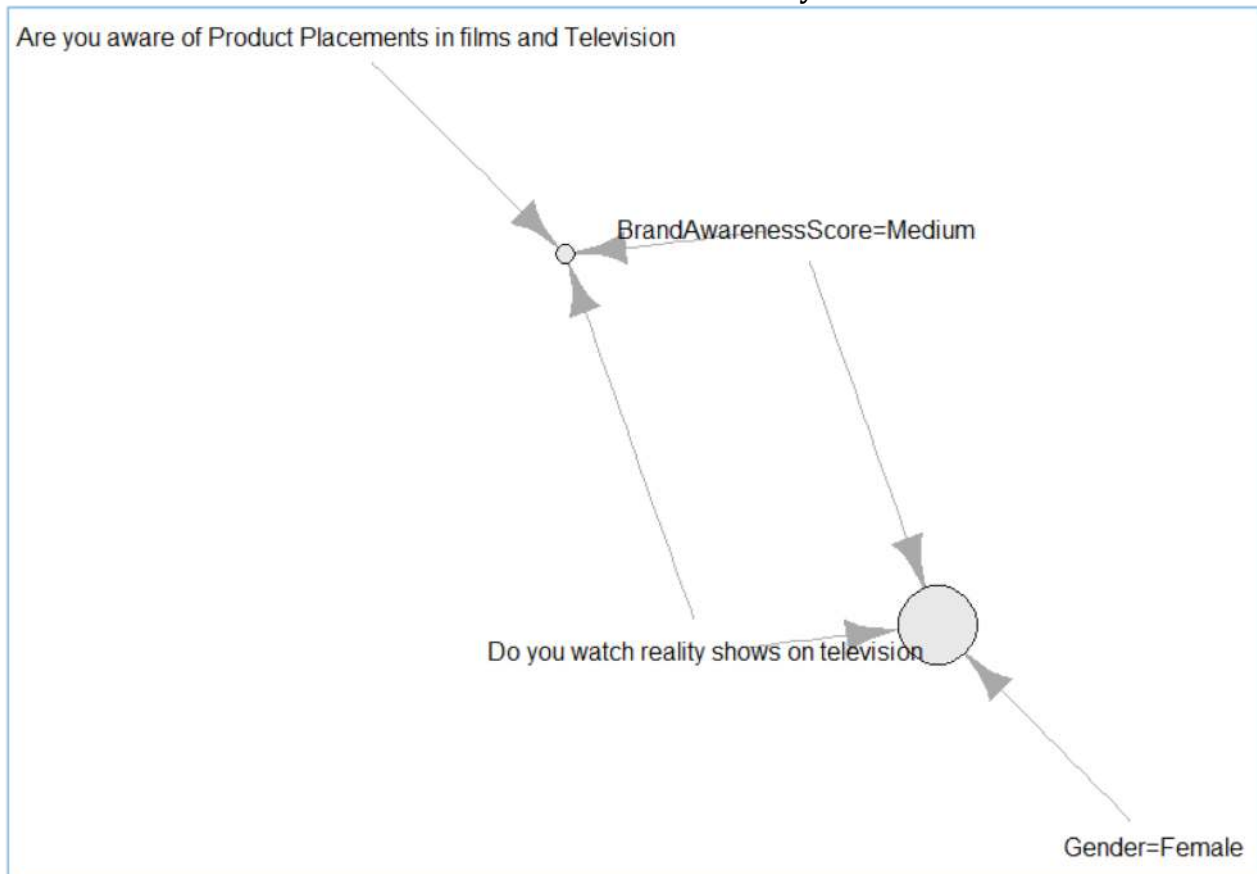 Are you aware of Product Placements in films and Television
BrandAwarenessScore=Medium
Do you watch reality shows on television
Gender=Female